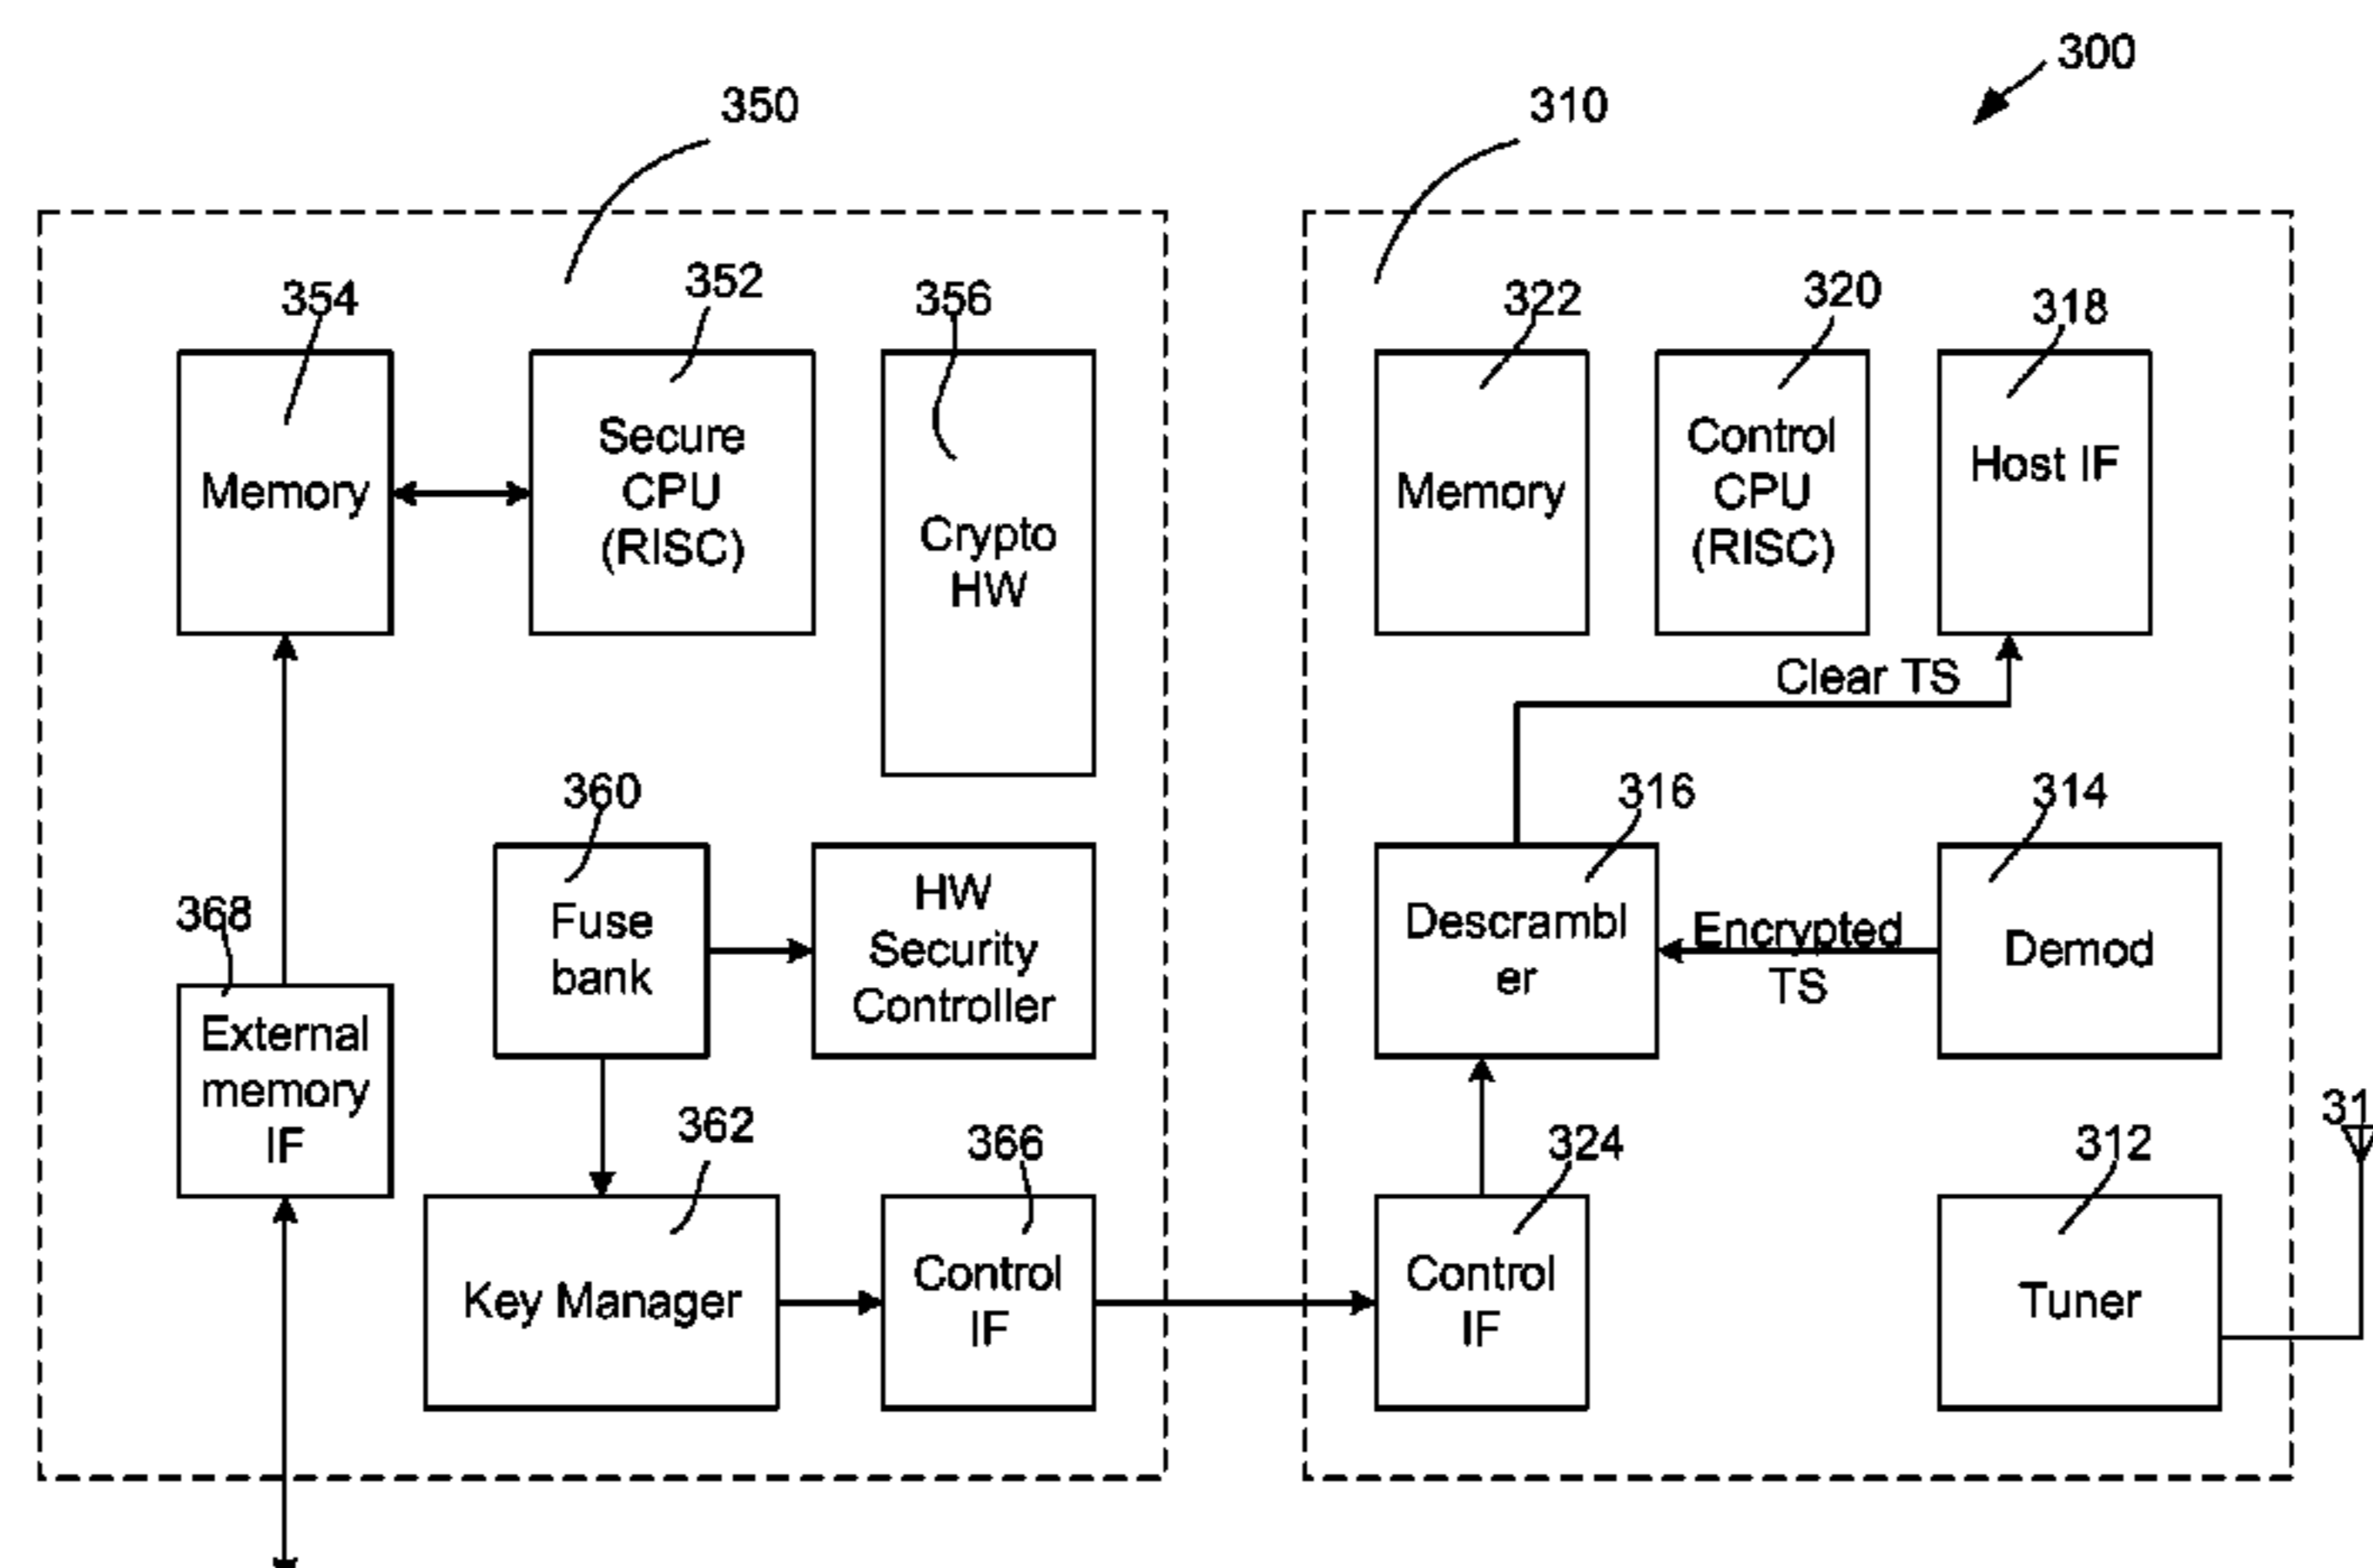 300
350
310
354
352
356
322
320
318
Memory
Secure
CPU
(RISC)
Crypto
HW
Memory
Control
CPU
(RISC)
Host IF
Clear TS
360
316
314
368
Fuse
bank
HW
Security
Controller
Descrambl
er
Encrypted
TS
Demod
External
memory
IF
362
366
324
312
31
Key Manager
Control
IF
Control
IF
Tuner